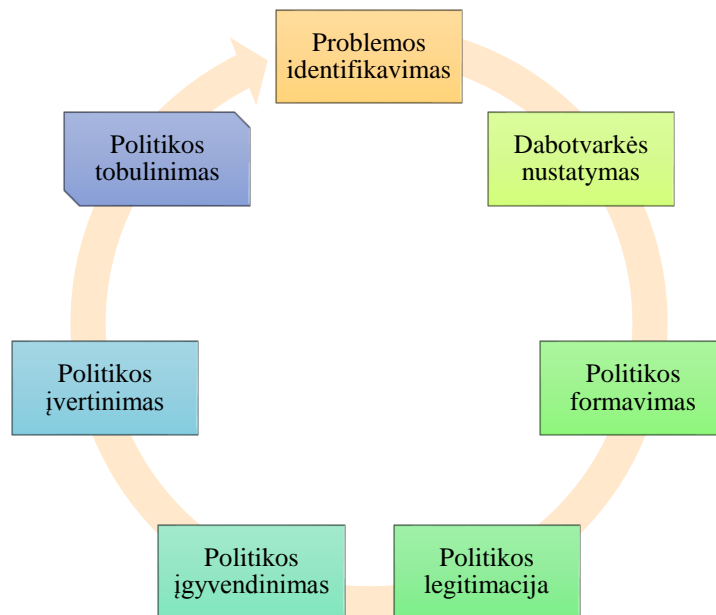 Problemos
identifikavimas
Dabotvarkės
nustatymas
Politikos
formavimas
Politikos
legitimacija
Politikos
įgyvendinimas
Politikos
įvertinimas
Politikos
tobulinimas